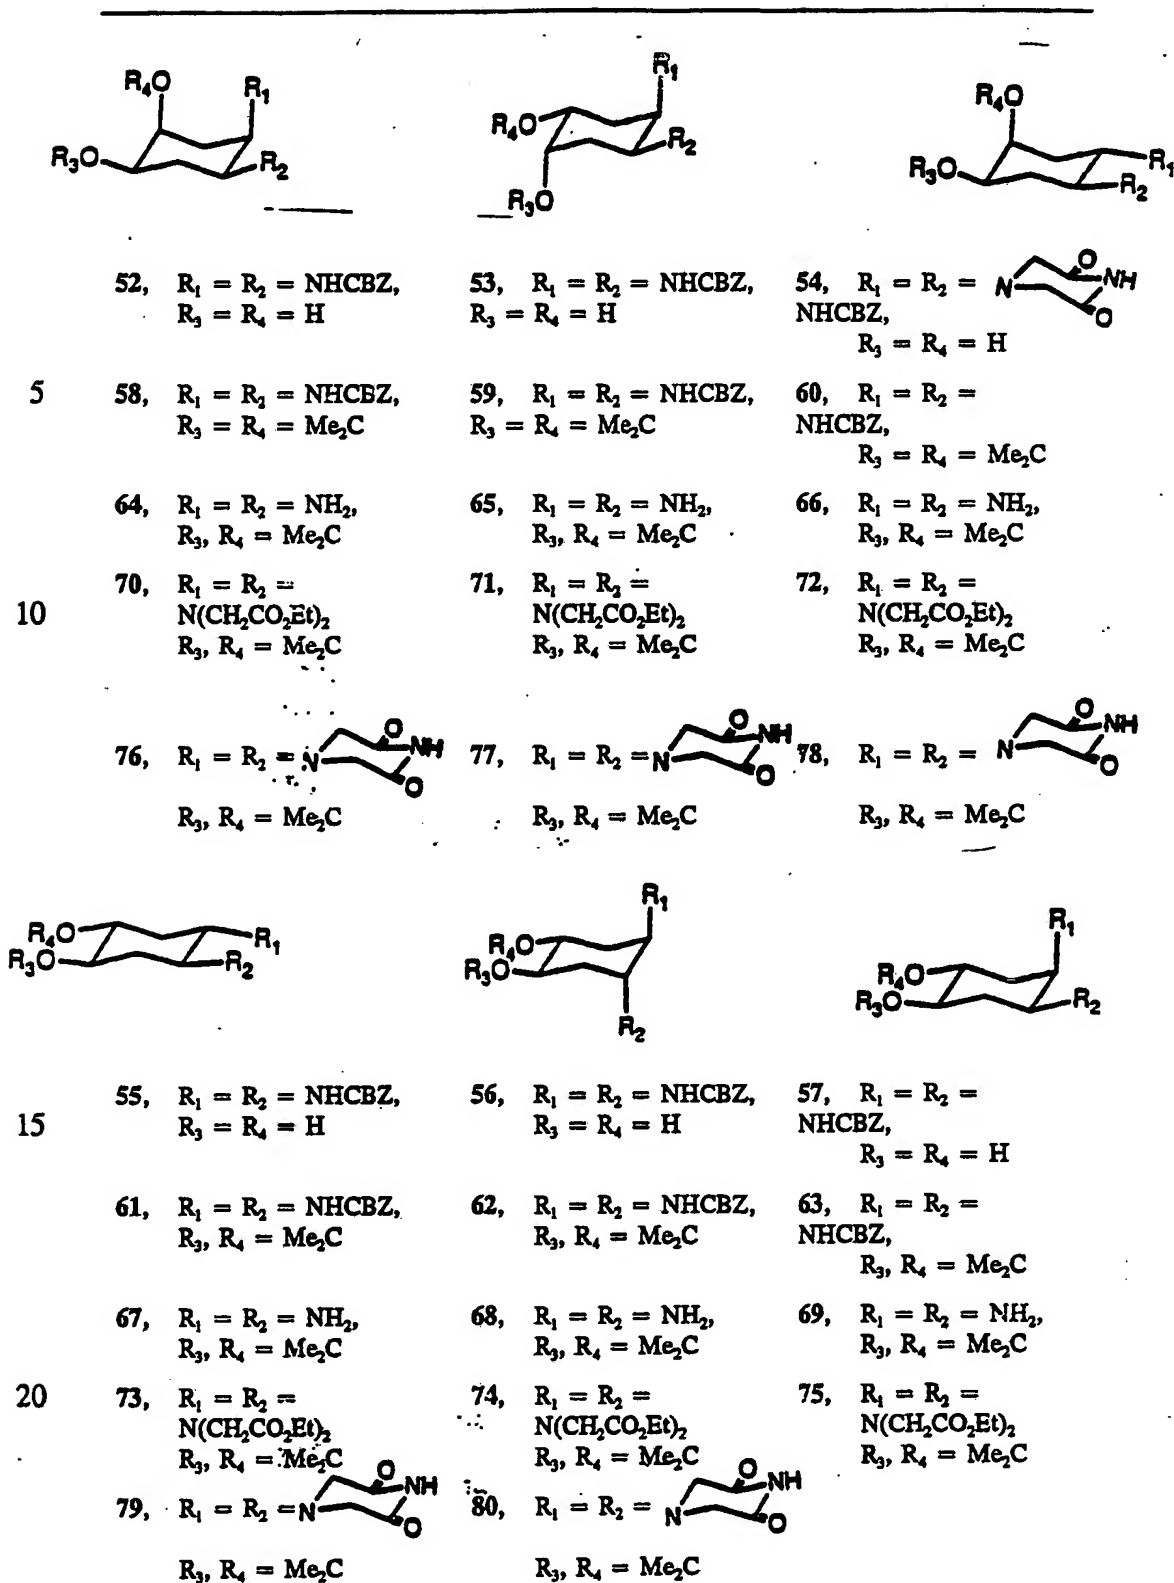 R₄O R₁ R₃O R₂
R₁ R₄O R₂ R₃O
R₄O R₃O R₁ R₂
52, R₁ = R₂ = NHCBZ,
R₃ = R₄ = H
53, R₁ = R₂ = NHCBZ,
R₃ = R₄ = H
54, R₁ = R₂ = N O NH O
NHCBZ,
R₃ = R₄ = H
5
58, R₁ = R₂ = NHCBZ,
R₃ = R₄ = Me₂C
59, R₁ = R₂ = NHCBZ,
R₃ = R₄ = Me₂C
60, R₁ = R₂ =
NHCBZ,
R₃ = R₄ = Me₂C
64, R₁ = R₂ = NH₂,
R₃, R₄ = Me₂C
65, R₁ = R₂ = NH₂,
R₃, R₄ = Me₂C
66, R₁ = R₂ = NH₂,
R₃, R₄ = Me₂C
10
70, R₁ = R₂ =
N(CH₂CO₂Et)₂
R₃, R₄ = Me₂C
71, R₁ = R₂ =
N(CH₂CO₂Et)₂
R₃, R₄ = Me₂C
72, R₁ = R₂ =
N(CH₂CO₂Et)₂
R₃, R₄ = Me₂C
76, R₁ = R₂ = N O NH O
R₃, R₄ = Me₂C
77, R₁ = R₂ = N O NH O
R₃, R₄ = Me₂C
78, R₁ = R₂ = N O NH O
R₃, R₄ = Me₂C
R₄O R₃O R₁ R₂
R₁ R₄O R₃O R₂
R₁ R₄O R₃O R₂
15
55, R₁ = R₂ = NHCBZ,
R₃ = R₄ = H
56, R₁ = R₂ = NHCBZ,
R₃ = R₄ = H
57, R₁ = R₂ =
NHCBZ,
R₃ = R₄ = H
61, R₁ = R₂ = NHCBZ,
R₃, R₄ = Me₂C
62, R₁ = R₂ = NHCBZ,
R₃, R₄ = Me₂C
63, R₁ = R₂ =
NHCBZ,
R₃, R₄ = Me₂C
67, R₁ = R₂ = NH₂,
R₃, R₄ = Me₂C
68, R₁ = R₂ = NH₂,
R₃, R₄ = Me₂C
69, R₁ = R₂ = NH₂,
R₃, R₄ = Me₂C
20
73, R₁ = R₂ =
N(CH₂CO₂Et)₂
R₃, R₄ = Me₂C
74, R₁ = R₂ =
N(CH₂CO₂Et)₂
R₃, R₄ = Me₂C
75, R₁ = R₂ =
N(CH₂CO₂Et)₂
R₃, R₄ = Me₂C
79, R₁ = R₂ = N O NH O
R₃, R₄ = Me₂C
80, R₁ = R₂ = N O NH O
R₃, R₄ = Me₂C